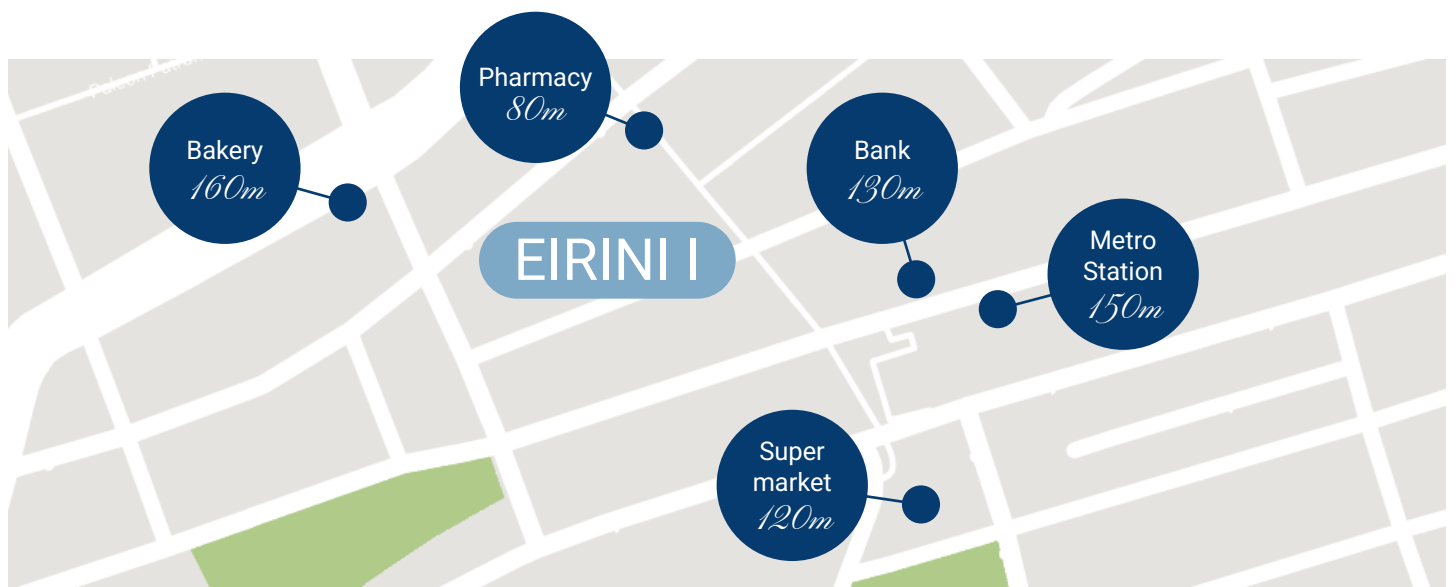 Pharmacy
80m
Bakery
160m
Bank
130m
Metro
Station
150m
EIRINI I
Super
market
120m